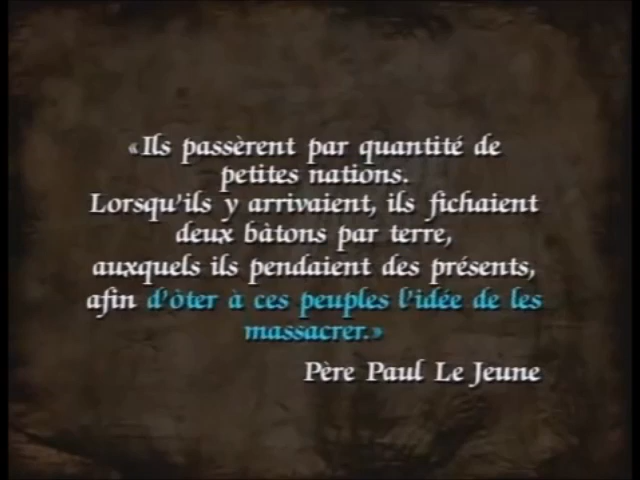 «Ils passèrent par quantité de
petites nations.
Lorsqu'ils y arrivaient, ils fichaient
deux bâtons par terre,
auxquels ils pendaient des présents,
afin d'ôter à ces peuples l'idée de les
massacrer.»
Père Paul Le Jeune